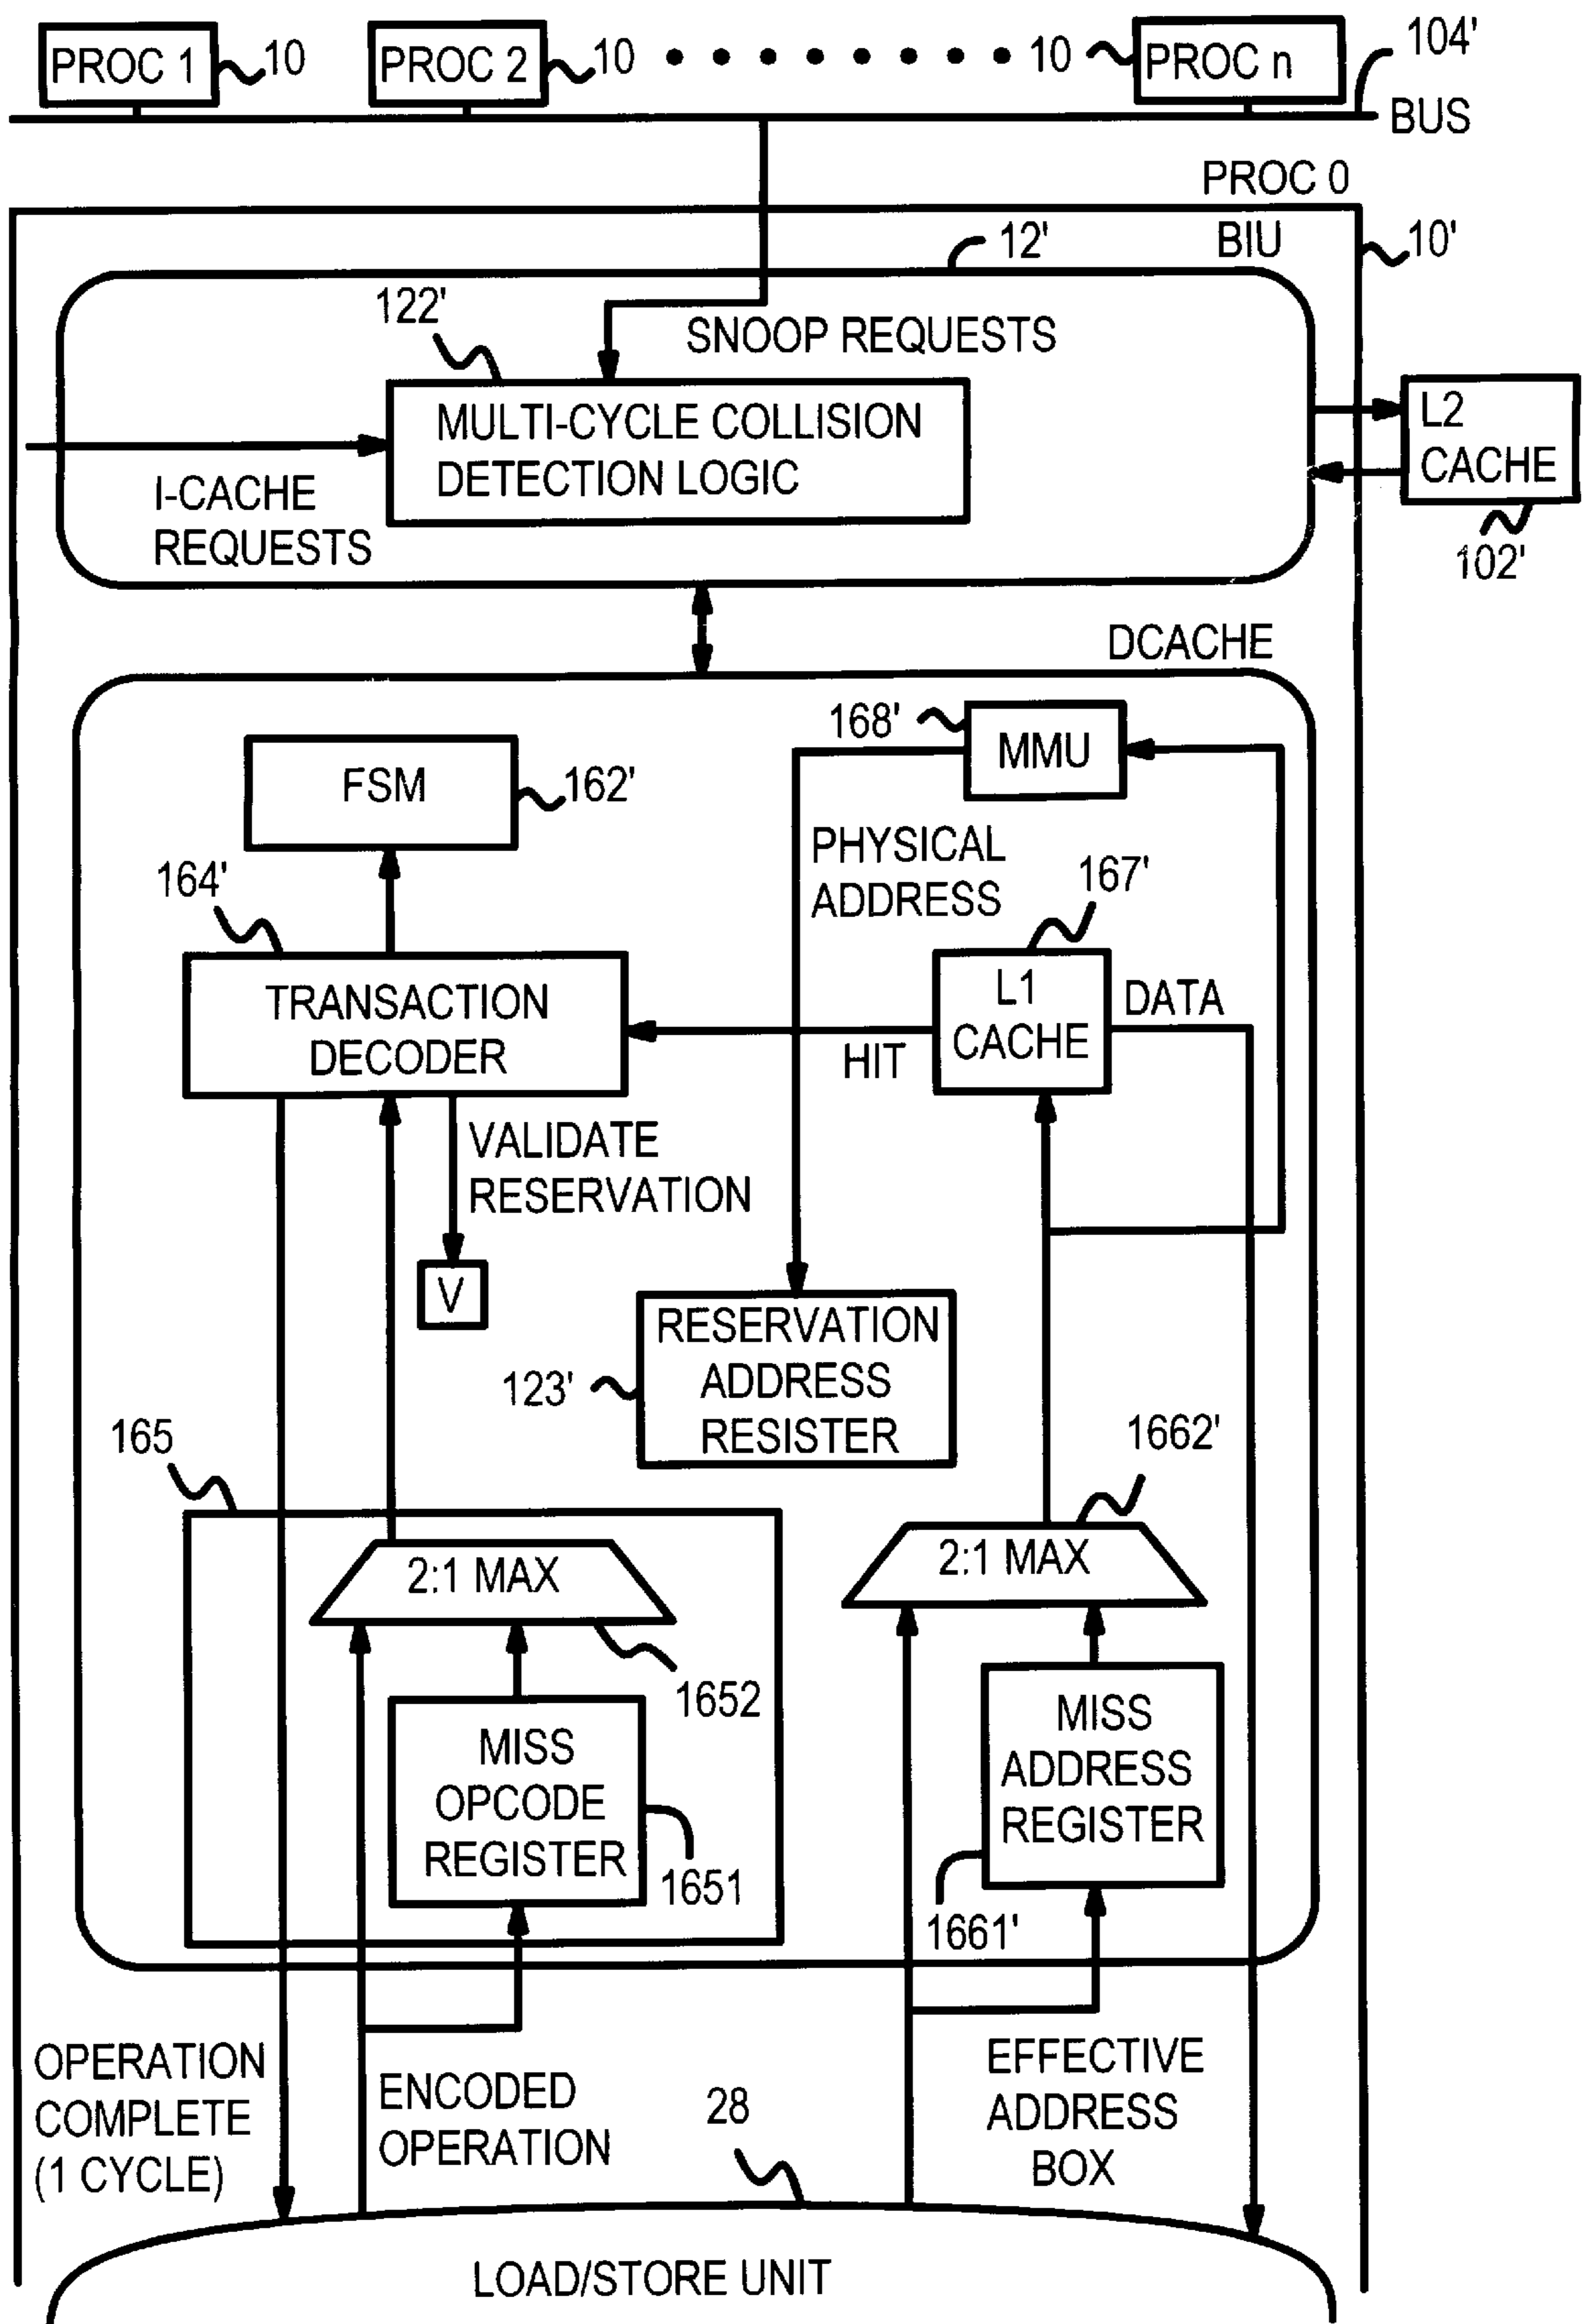 PROC 1
10
PROC 2
10
10
PROC n
104'
BUS
PROC 0
12'
BIU
10'
122'
SNOOP REQUESTS
MULTI-CYCLE COLLISION
DETECTION LOGIC
I-CACHE
REQUESTS
L2
CACHE
102'
DCACHE
168'
MMU
FSM
162'
PHYSICAL
ADDRESS
164'
167'
TRANSACTION
DECODER
L1
CACHE
DATA
HIT
VALIDATE
RESERVATION
V
RESERVATION
ADDRESS
RESISTER
123'
165
1662'
2:1 MAX
2:1 MAX
1652
MISS
OPCODE
REGISTER
1651
MISS
ADDRESS
REGISTER
1661'
OPERATION
COMPLETE
(1 CYCLE)
ENCODED
OPERATION
28
EFFECTIVE
ADDRESS
BOX
LOAD/STORE UNIT